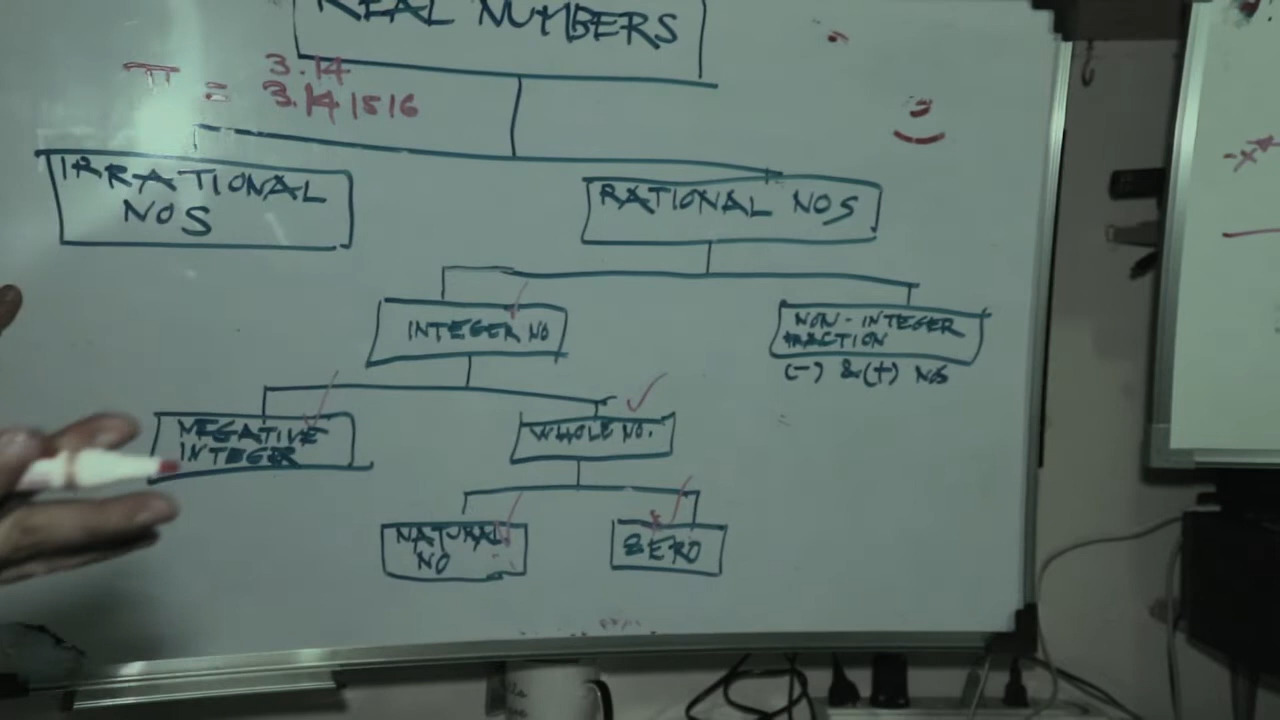 REAL NUMBERS
3.14
π = 3.141516
IRRATIONAL
NOS
RATIONAL NOS
INTEGER NO
NON-INTEGER
FRACTION
(-) &(+) NOS
NEGATIVE
INTEGER
WHOLE NO.
NATURAL
NO
ZERO